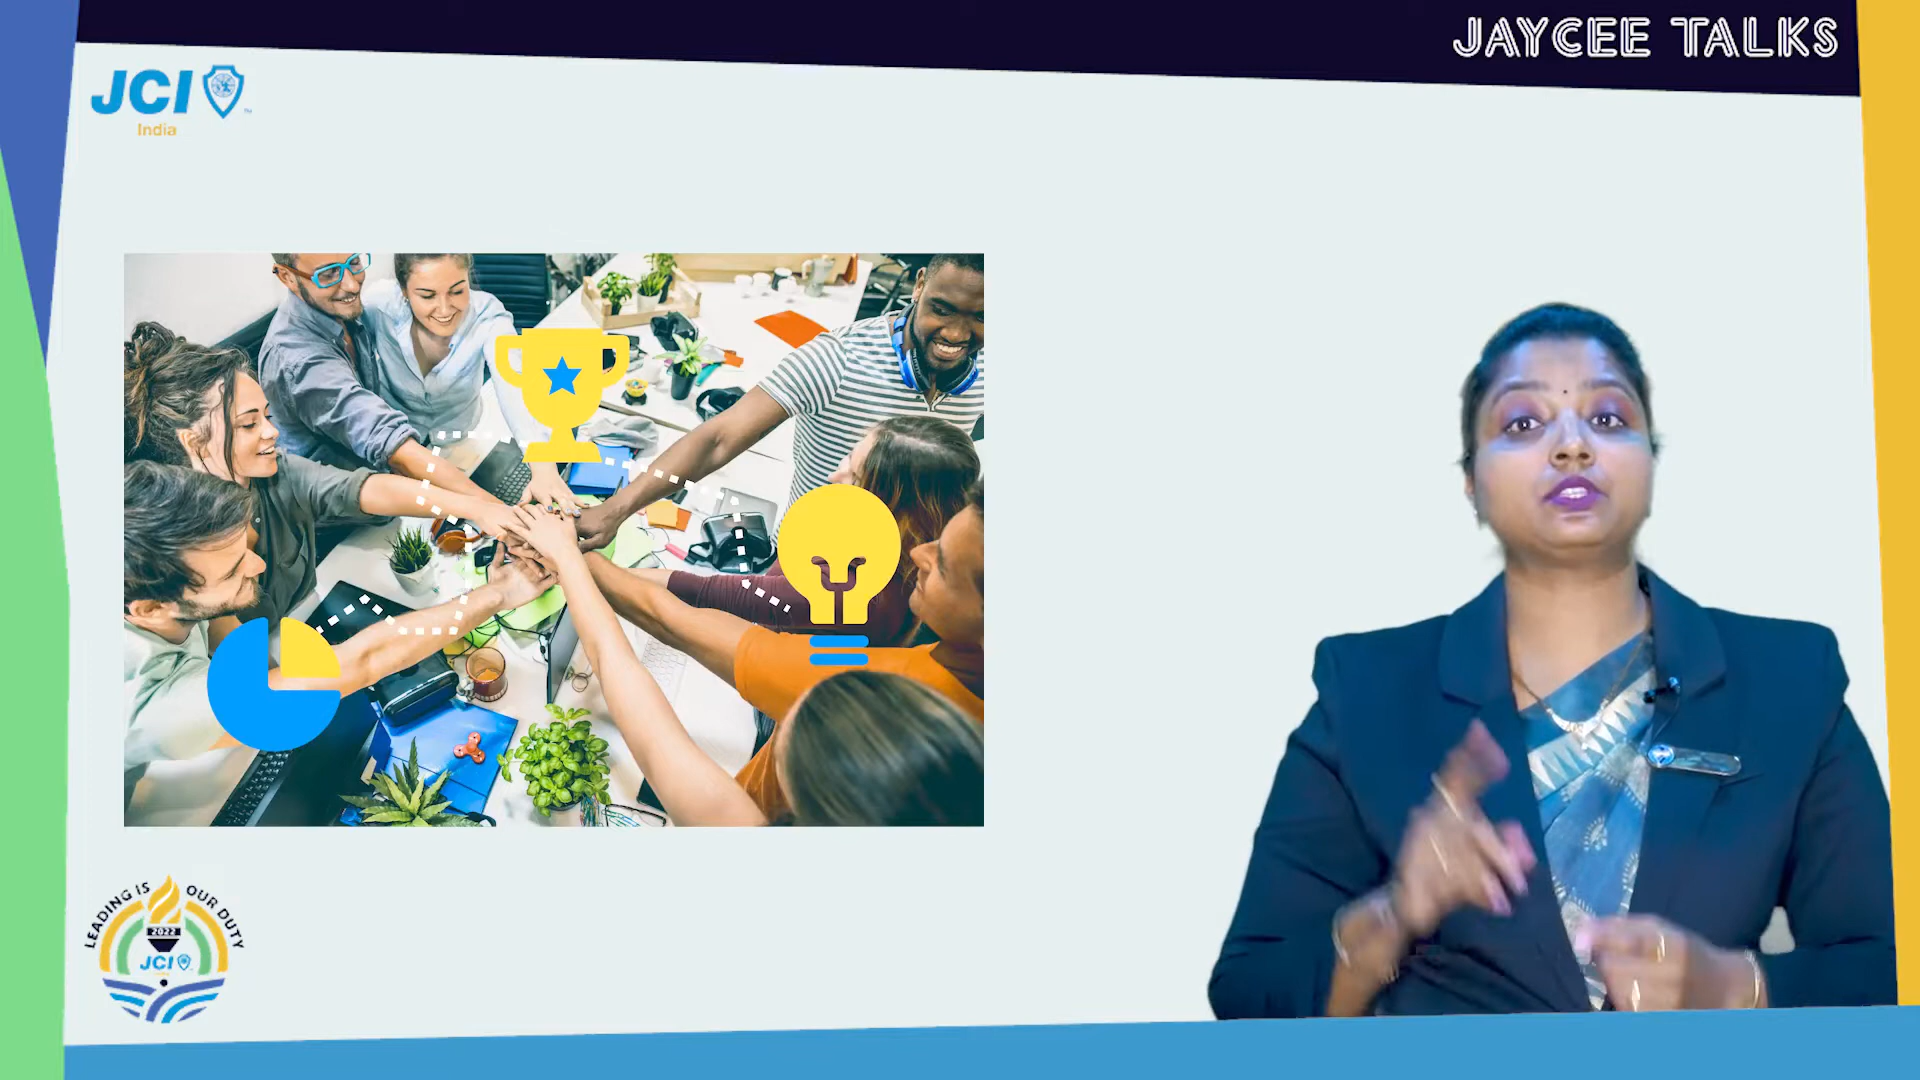 JAYCEE TALKS
JCI
India
LEADING IS OUR DUTY
2022
JCI